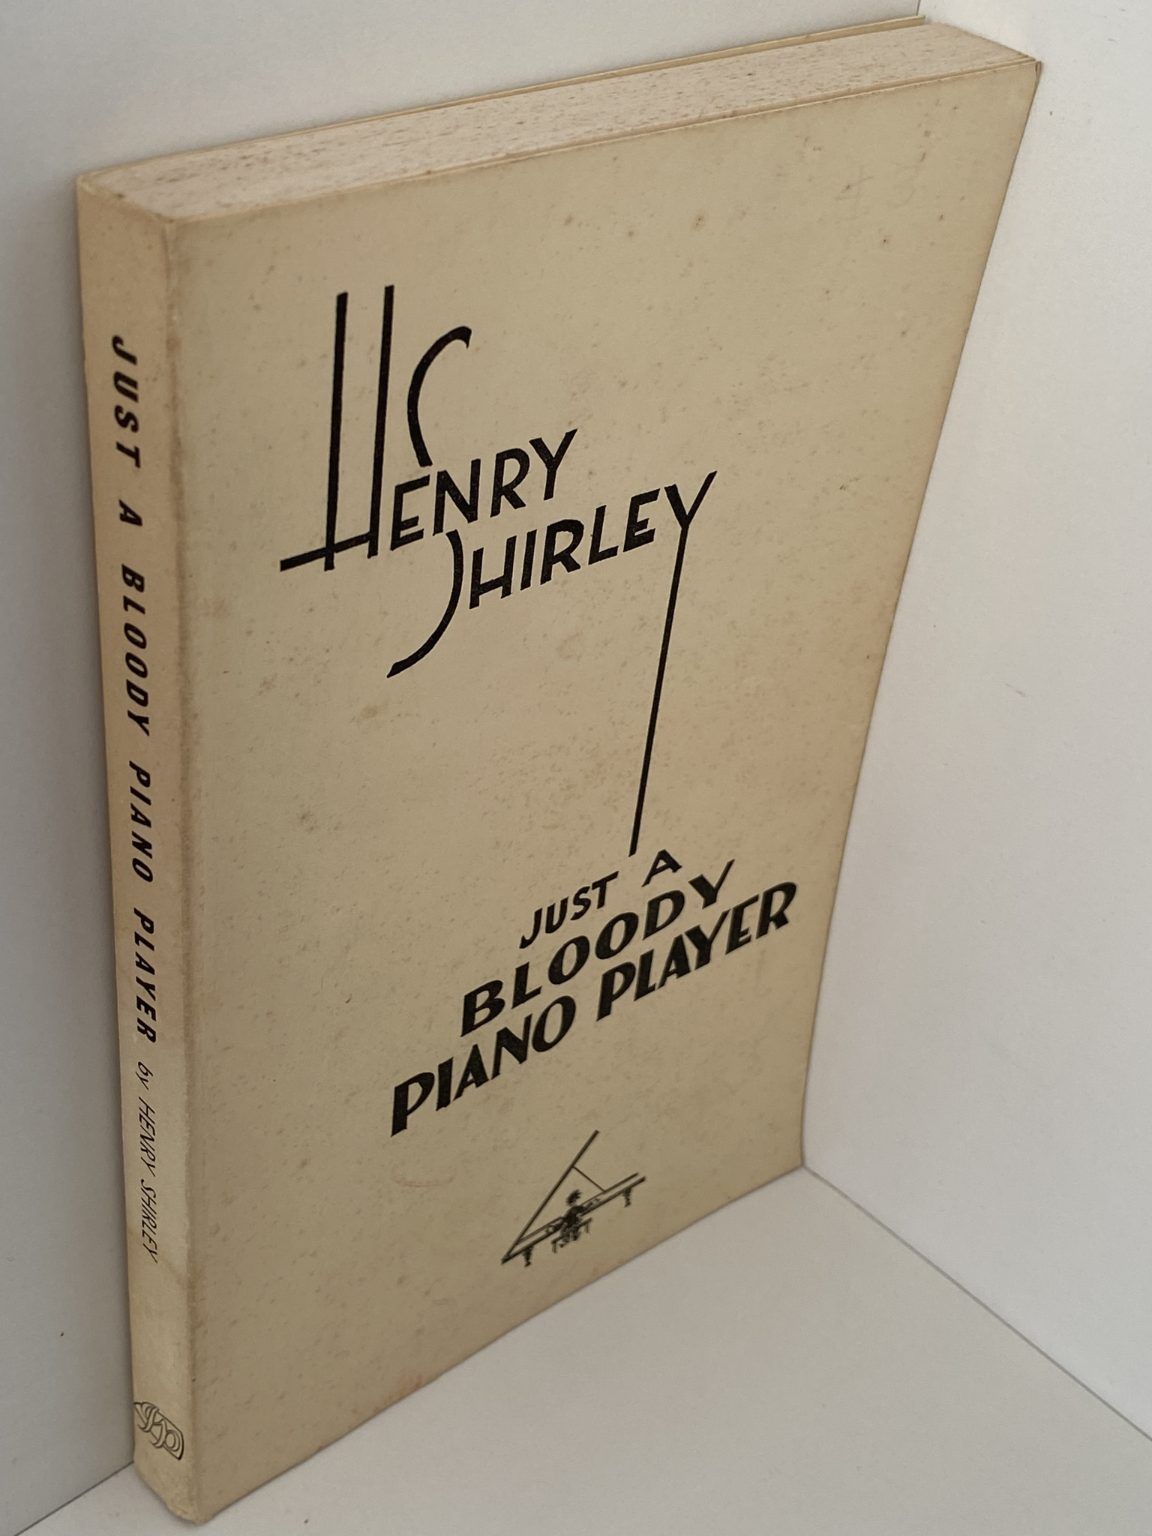 HENRY
SHIRLEY
JUST A
BLOODY
PIANO PLAYER
JUST A BLOODY PIANO PLAYER by HENRY SHIRLEY